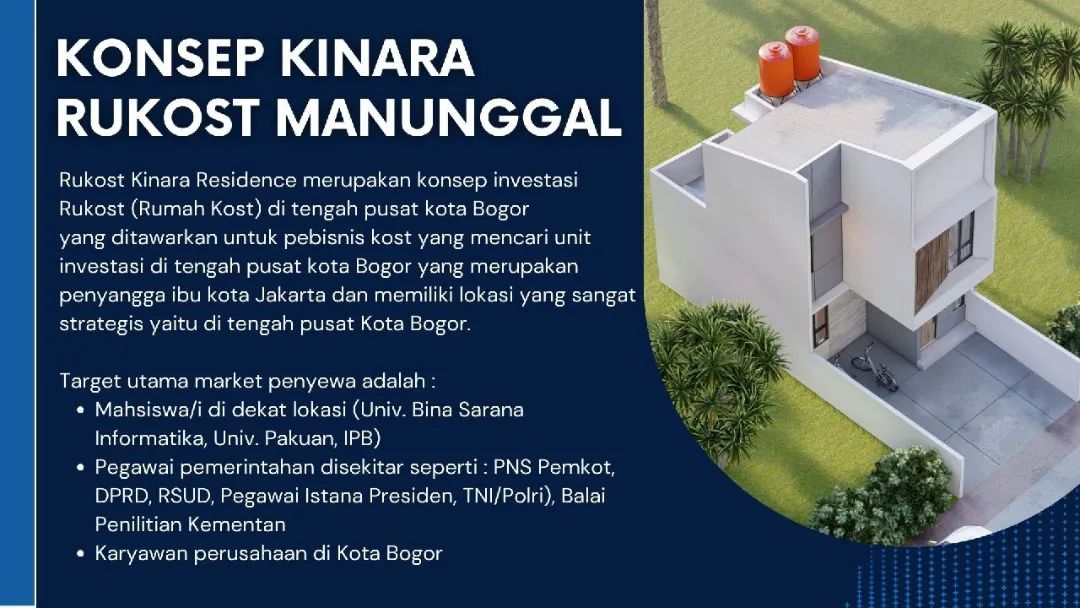 KONSEP KINARA
RUKOST MANUNGGAL
Rukost Kinara Residence merupakan konsep investasi
Rukost (Rumah Kost) di tengah pusat kota Bogor
yang ditawarkan untuk pebisnis kost yang mencari unit
investasi di tengah pusat kota Bogor yang merupakan
penyangga ibu kota Jakarta dan memiliki lokasi yang sangat
strategis yaitu di tengah pusat Kota Bogor.
Target utama market penyewa adalah :
• Mahsiswa/i di dekat lokasi (Univ. Bina Sarana
Informatika, Univ. Pakuan, IPB)
• Pegawai pemerintahan disekitar seperti : PNS Pemkot,
DPRD, RSUD, Pegawai Istana Presiden, TNI/Polri), Balai
Penilitian Kementan
• Karyawan perusahaan di Kota Bogor